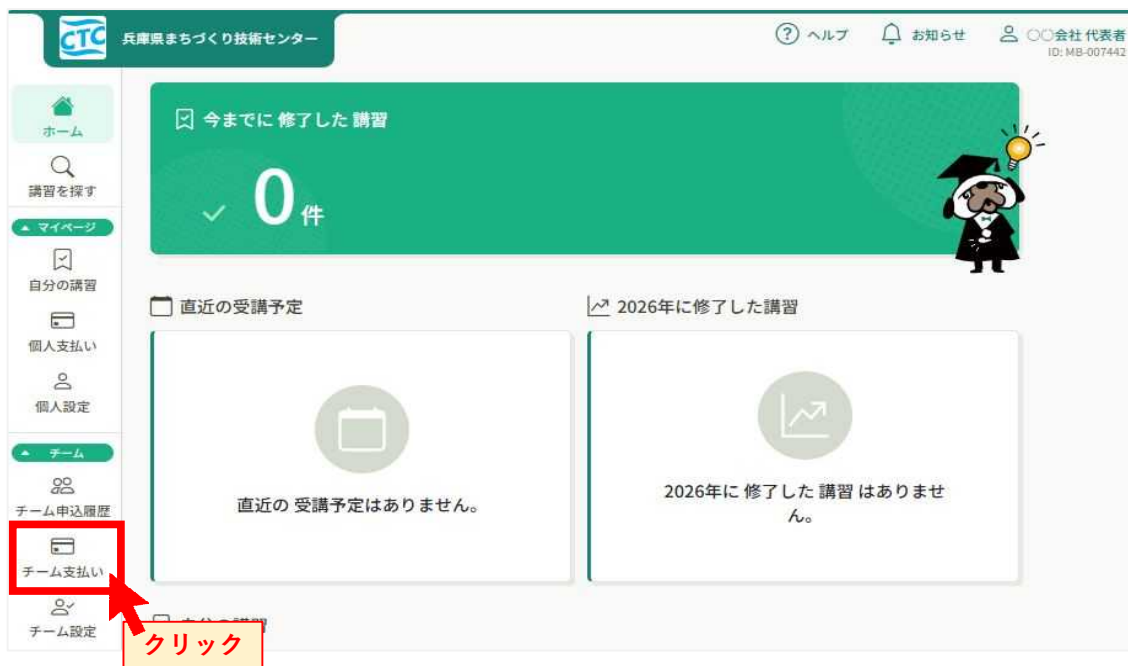 CTC 兵庫県まちづくり技術センター
ヘルプ お知らせ ○○会社 代表者
ID: MB-007442
ホーム
講習を探す
マイページ
自分の講習
個人支払い
個人設定
チーム
チーム申込履歴
チーム支払い
チーム設定
今までに 修了した 講習
0件
直近の受講予定
直近の 受講予定はありません。
2026年に修了した講習
2026年に 修了した 講習 はありませ
ん。
クリック